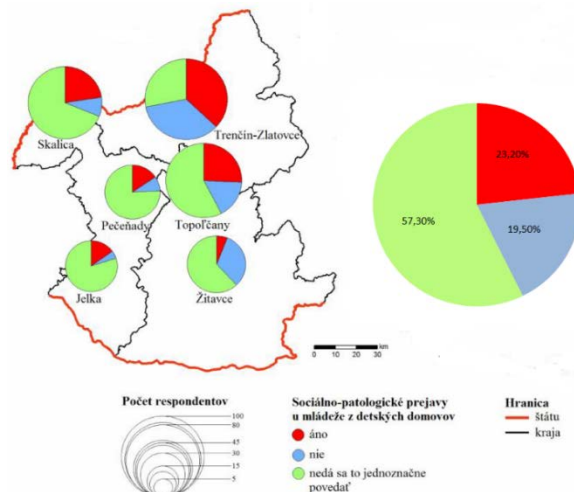 Skalica
Trenčín-Zlatovce
Pečeňady
Topoľčany
Jelka
Žitavce
23,20%
57,30%
19,50%
0 10 20 30 km
Počet respondentov
100
80
45
30
15
5
Sociálno-patologické prejavy
u mládeže z detských domovov
áno
nie
nedá sa to jednoznačne
povedať
Hranica
štátu
kraja